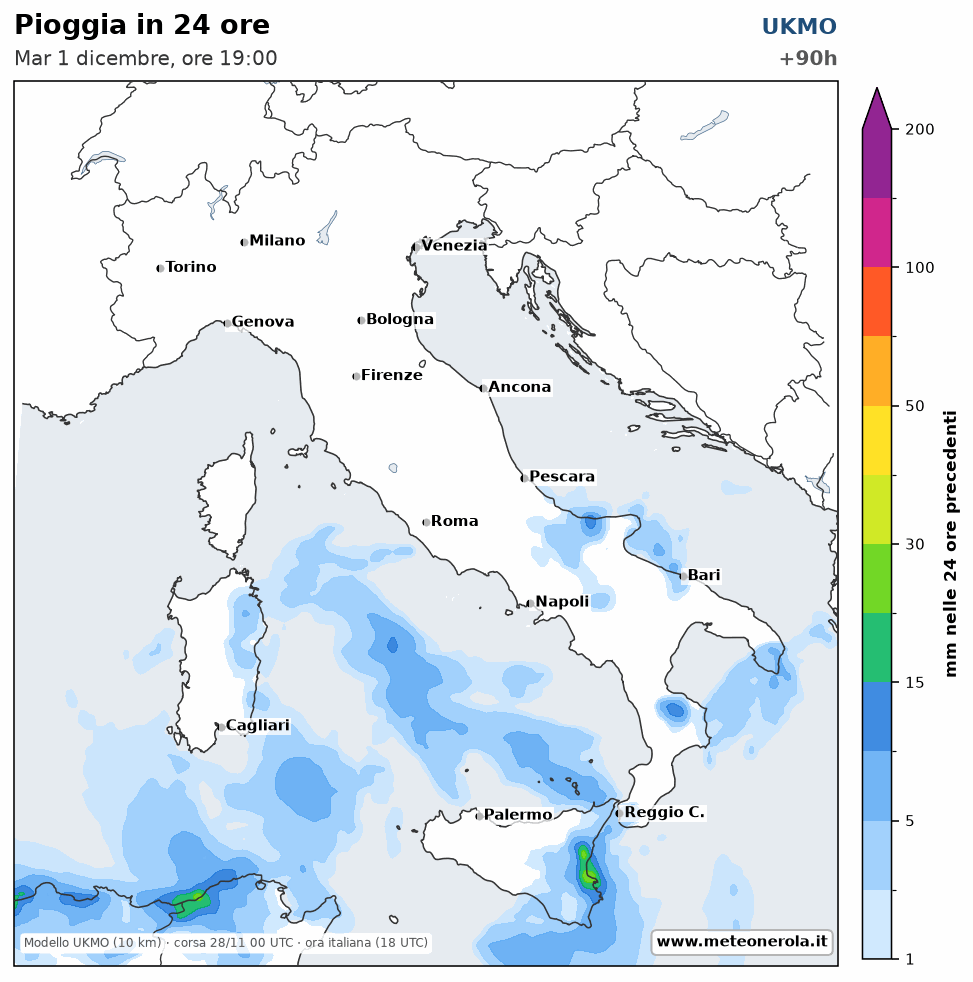 Pioggia in 24 ore
UKMO
Mar 1 dicembre, ore 19:00
+90h
200
100
50
30
15
5
1
mm nelle 24 ore precedenti
Milano
Venezia
Torino
Genova
Bologna
Firenze
Ancona
Pescara
Roma
Bari
Napoli
Cagliari
Palermo
Reggio C.
Modello UKMO (10 km) · corsa 28/11 00 UTC · ora italiana (18 UTC)
www.meteonerola.it